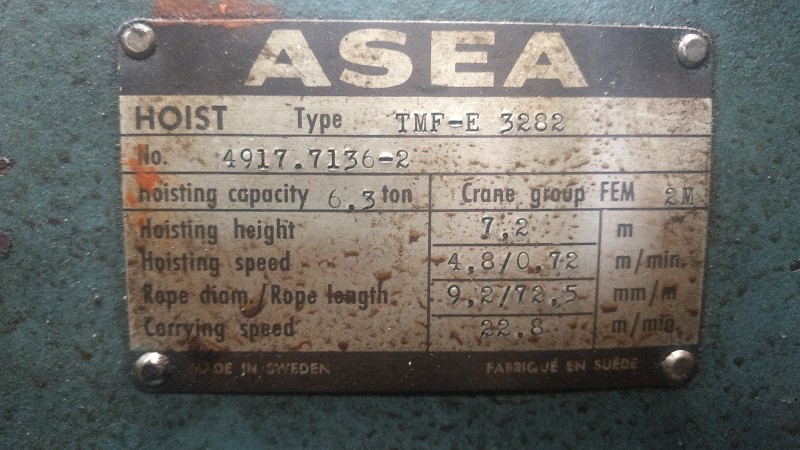 ASEA
HOIST Type TMF-E 3282
No. 4917.7136-2
Hoisting capacity 6,3 ton Crane group FEM 2M
Hoisting height 7,2 m
Hoisting speed 4,8/0,72 m/min.
Rope diam./Rope length 9,2/72,5 mm/m
Carrying speed 22.8 m/min.
MADE IN SWEDEN FABRIQUÉ EN SUÈDE